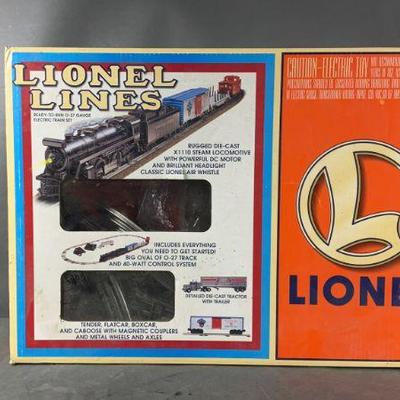 LIONEL
LINES
READY-TO-RUN O-27 GAUGE
ELECTRIC TRAIN SET
RUGGED DIE-CAST
X1110 STEAM LOCOMOTIVE
WITH POWERFUL DC MOTOR
AND BRILLIANT HEADLIGHT
CLASSIC LIONEL AIR WHISTLE
INCLUDES EVERYTHING
YOU NEED TO GET STARTED!
BIG OVAL OF O-27 TRACK
AND 40-WATT CONTROL SYSTEM
DETAILED DIE-CAST TRACTOR
WITH TRAILER
TENDER, FLATCAR, BOXCAR,
AND CABOOSE WITH MAGNETIC COUPLERS
AND METAL WHEELS AND AXLES
CAUTION—ELECTRIC TOY
L
LIONE